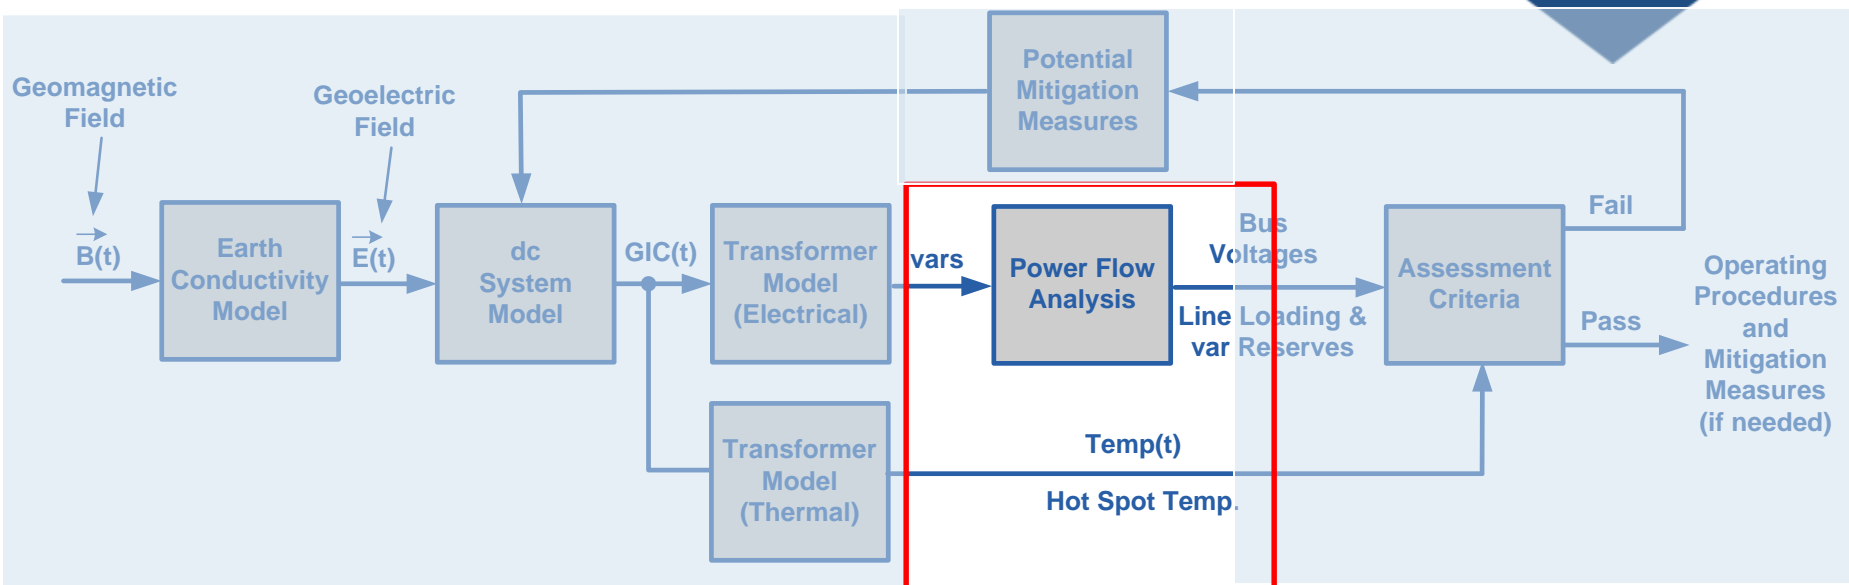 Geomagnetic
Field
Geoelectric
Field
Potential
Mitigation
Measures
B(t)
Earth
Conductivity
Model
E(t)
dc
System
Model
GIC(t)
Transformer
Model
(Electrical)
vars
Power Flow
Analysis
Bus
Voltages
Line Loading &
var Reserves
Assessment
Criteria
Fail
Pass
Operating
Procedures
and
Mitigation
Measures
(if needed)
Transformer
Model
(Thermal)
Temp(t)
Hot Spot Temp.